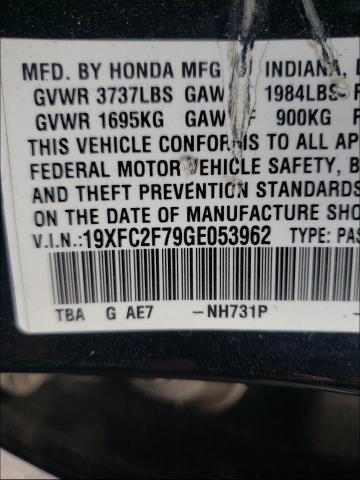 MFD. BY HONDA MFG OF INDIANA,
GVWR 3737LBS GAW 1984LBS
GVWR 1695KG GAW F 900KG
THIS VEHICLE CONFORMS TO ALL AP
FEDERAL MOTOR VEHICLE SAFETY, B
AND THEFT PREVENTION STANDARDS
ON THE DATE OF MANUFACTURE SHO
V.I.N.:19XFC2F79GE053962 TYPE: PAS
TBA G AE7 -NH731P